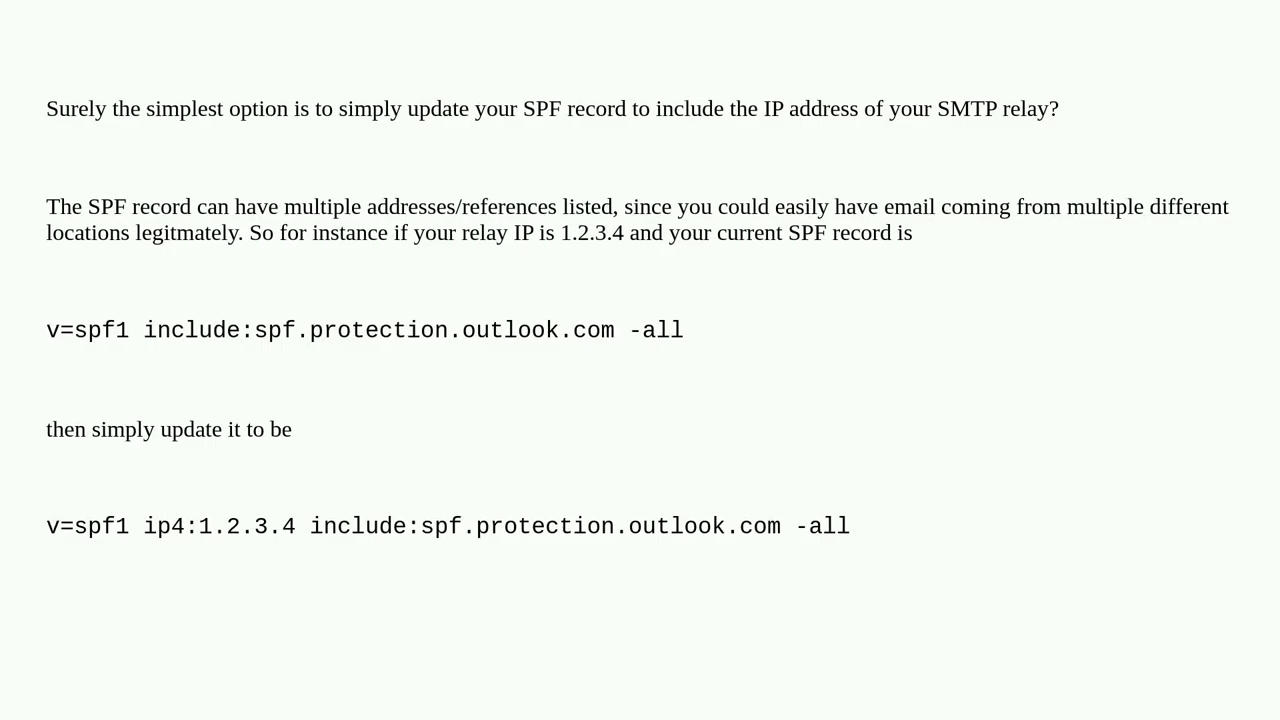 Surely the simplest option is to simply update your SPF record to include the IP address of your SMTP relay?
The SPF record can have multiple addresses/references listed, since you could easily have email coming from multiple different
locations legitmately. So for instance if your relay IP is 1.2.3.4 and your current SPF record is
v=spf1 include:spf.protection.outlook.com -all
then simply update it to be
v=spf1 ip4:1.2.3.4 include:spf.protection.outlook.com -all